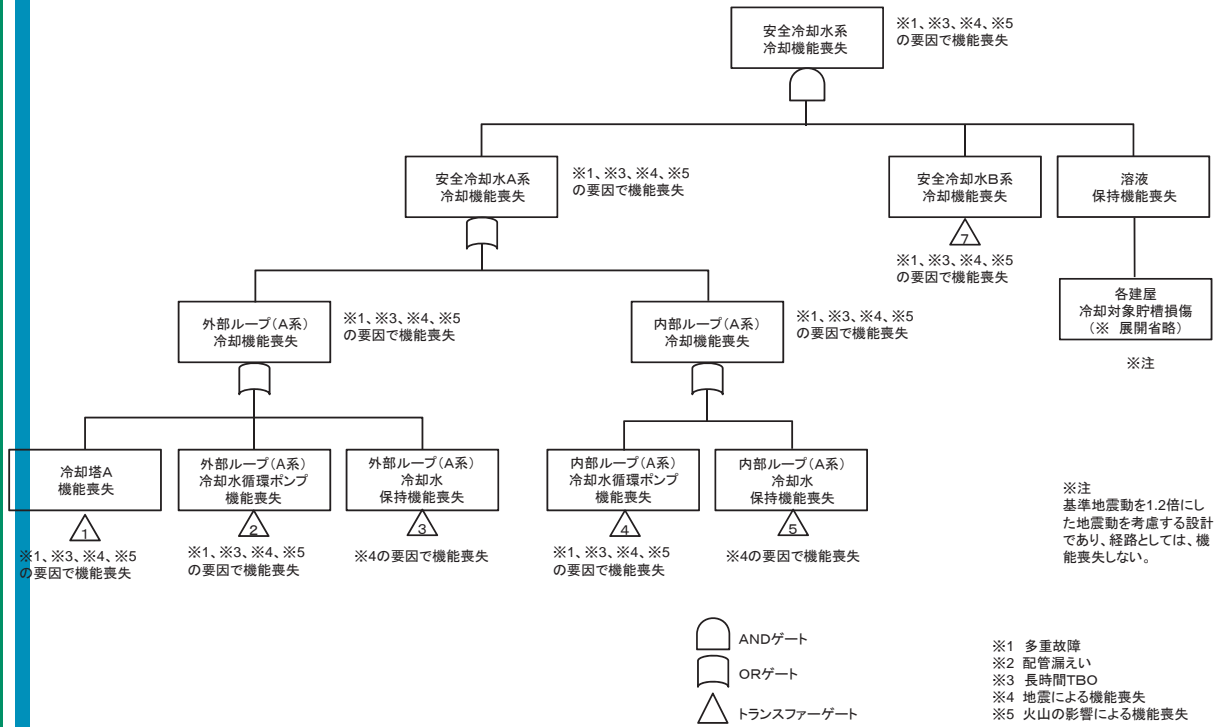 安全冷却水系
冷却機能喪失
※1、※3、※4、※5
の要因で機能喪失
安全冷却水A系
冷却機能喪失
※1、※3、※4、※5
の要因で機能喪失
安全冷却水B系
冷却機能喪失
7
※1、※3、※4、※5
の要因で機能喪失
溶液
保持機能喪失
各建屋
冷却対象貯槽損傷
(※ 展開省略)
※注
外部ループ(A系)
冷却機能喪失
※1、※3、※4、※5
の要因で機能喪失
内部ループ(A系)
冷却機能喪失
※1、※3、※4、※5
の要因で機能喪失
冷却塔A
機能喪失
1
※1、※3、※4、※5
の要因で機能喪失
外部ループ(A系)
冷却水循環ポンプ
機能喪失
2
※1、※3、※4、※5
の要因で機能喪失
外部ループ(A系)
冷却水
保持機能喪失
3
※4の要因で機能喪失
内部ループ(A系)
冷却水循環ポンプ
機能喪失
4
※1、※3、※4、※5
の要因で機能喪失
内部ループ(A系)
冷却水
保持機能喪失
5
※4の要因で機能喪失
※注
基準地震動を1.2倍にし
た地震動を考慮する設計
であり、経路としては、機
能喪失しない。
ANDゲート
ORゲート
トランスファーゲート
※1 多重故障
※2 配管漏えい
※3 長時間TBO
※4 地震による機能喪失
※5 火山の影響による機能喪失